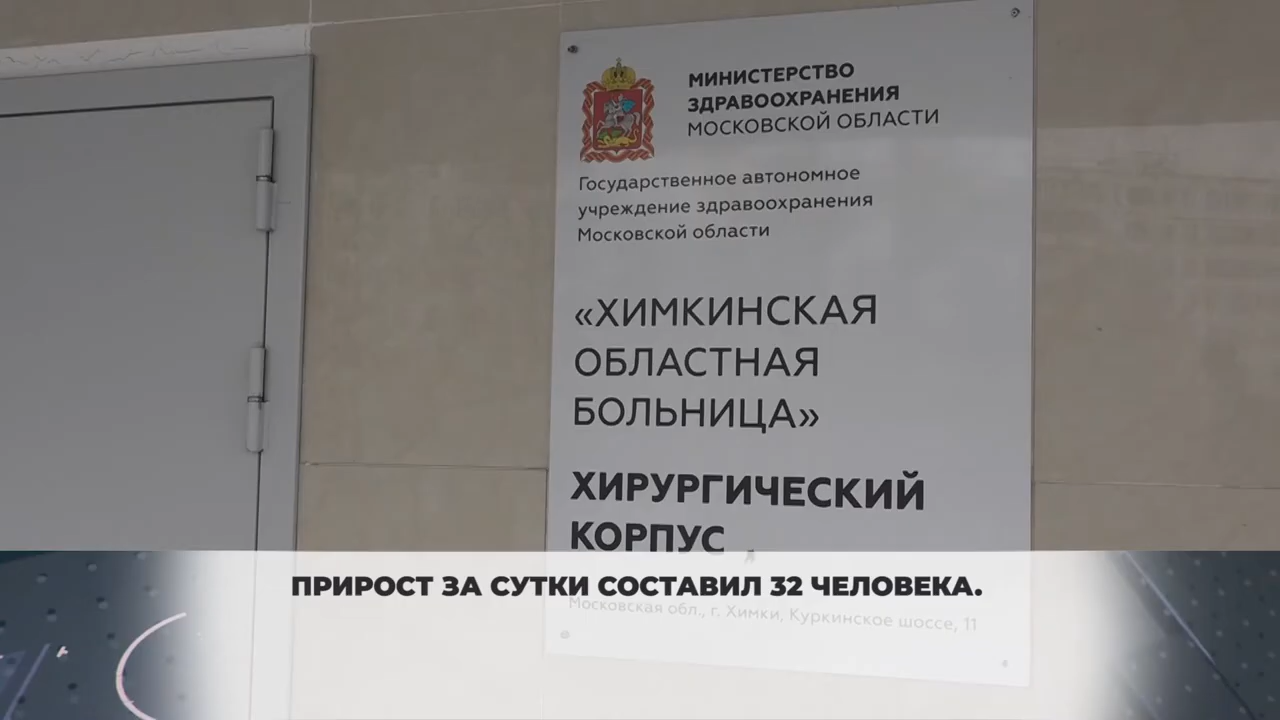 МИНИСТЕРСТВО
ЗДРАВООХРАНЕНИЯ
МОСКОВСКОЙ ОБЛАСТИ
Государственное автономное
учреждение здравоохранения
Московской области
«ХИМКИНСКАЯ
ОБЛАСТНАЯ
БОЛЬНИЦА»
ХИРУРГИЧЕСКИЙ
КОРПУС
ПРИРОСТ ЗА СУТКИ СОСТАВИЛ 32 ЧЕЛОВЕКА.
Московская обл., г. Химки, Куркинское шоссе, 11